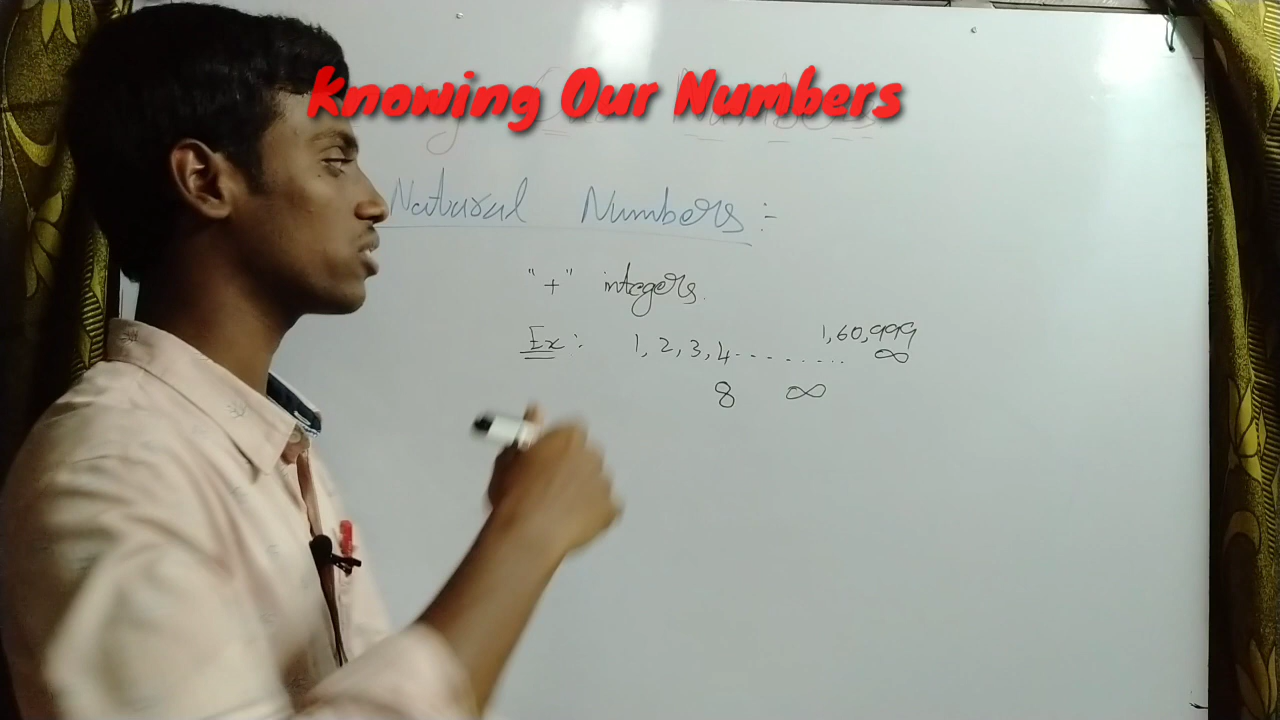 Knowing Our Numbers
Natural Numbers :-
"+" integers.
Ex : 1, 2, 3, 4 ........ 1,60,999 ∞
8 ∞